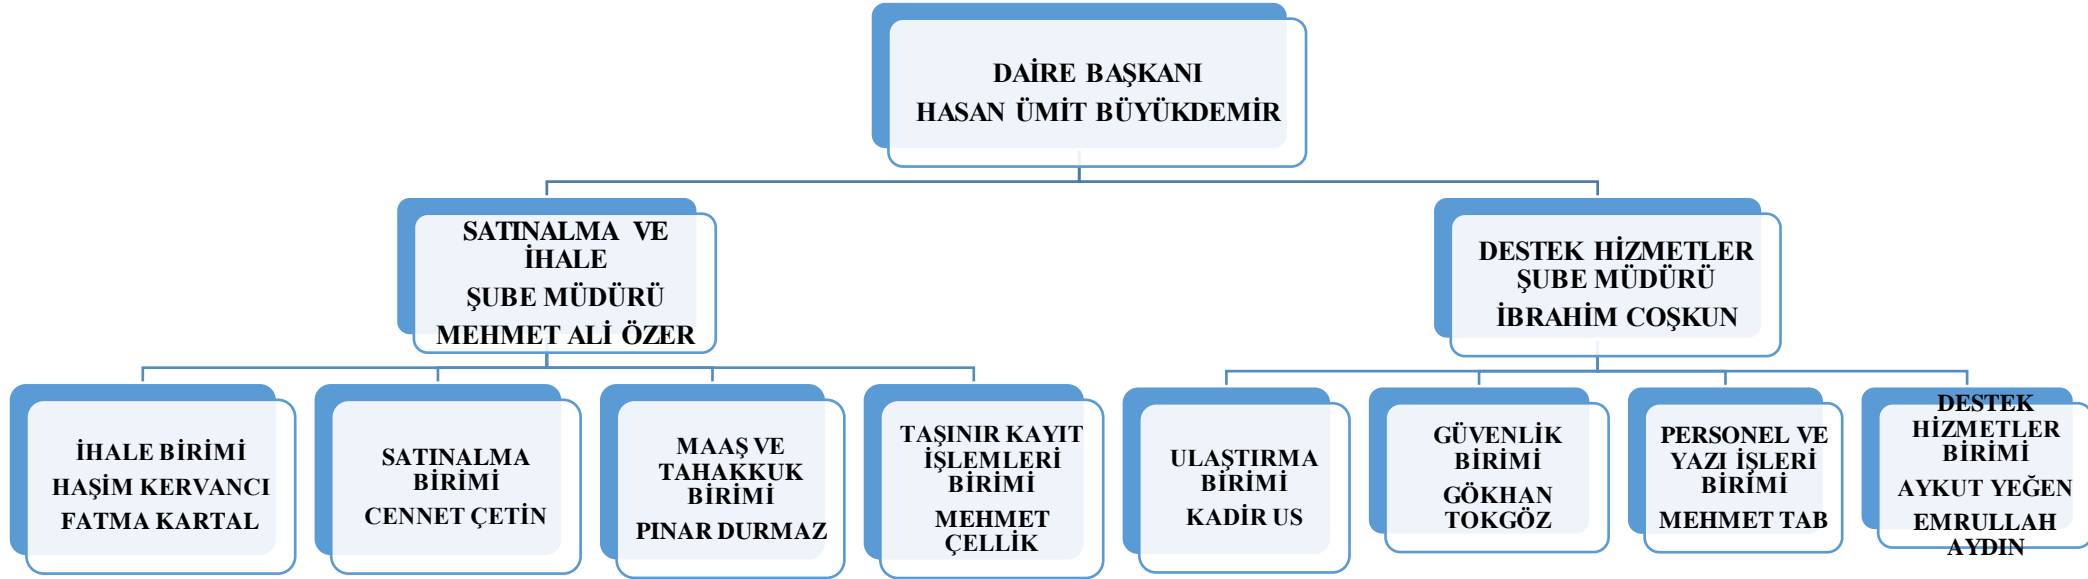 DAİRE BAŞKANI
HASAN ÜMİT BÜYÜKDEMİR
SATINALMA VE
İHALE
ŞUBE MÜDÜRÜ
MEHMET ALİ ÖZER
DESTEK HİZMETLER
ŞUBE MÜDÜRÜ
İBRAHİM COŞKUN
İHALE BİRİMİ
HAŞİM KERVANCI
FATMA KARTAL
SATINALMA
BİRİMİ
CENNET ÇETİN
MAAŞ VE
TAHAKKUK
BİRİMİ
PINAR DURMAZ
TAŞINIR KAYIT
İŞLEMLERİ
BİRİMİ
MEHMET
ÇELLİK
ULAŞTIRMA
BİRİMİ
KADİR US
GÜVENLİK
BİRİMİ
GÖKHAN
TOKGÖZ
PERSONEL VE
YAZI İŞLERİ
BİRİMİ
MEHMET TAB
DESTEK
HİZMETLER
BİRİMİ
AYKUT YEĞEN
EMRULLAH
AYDIN